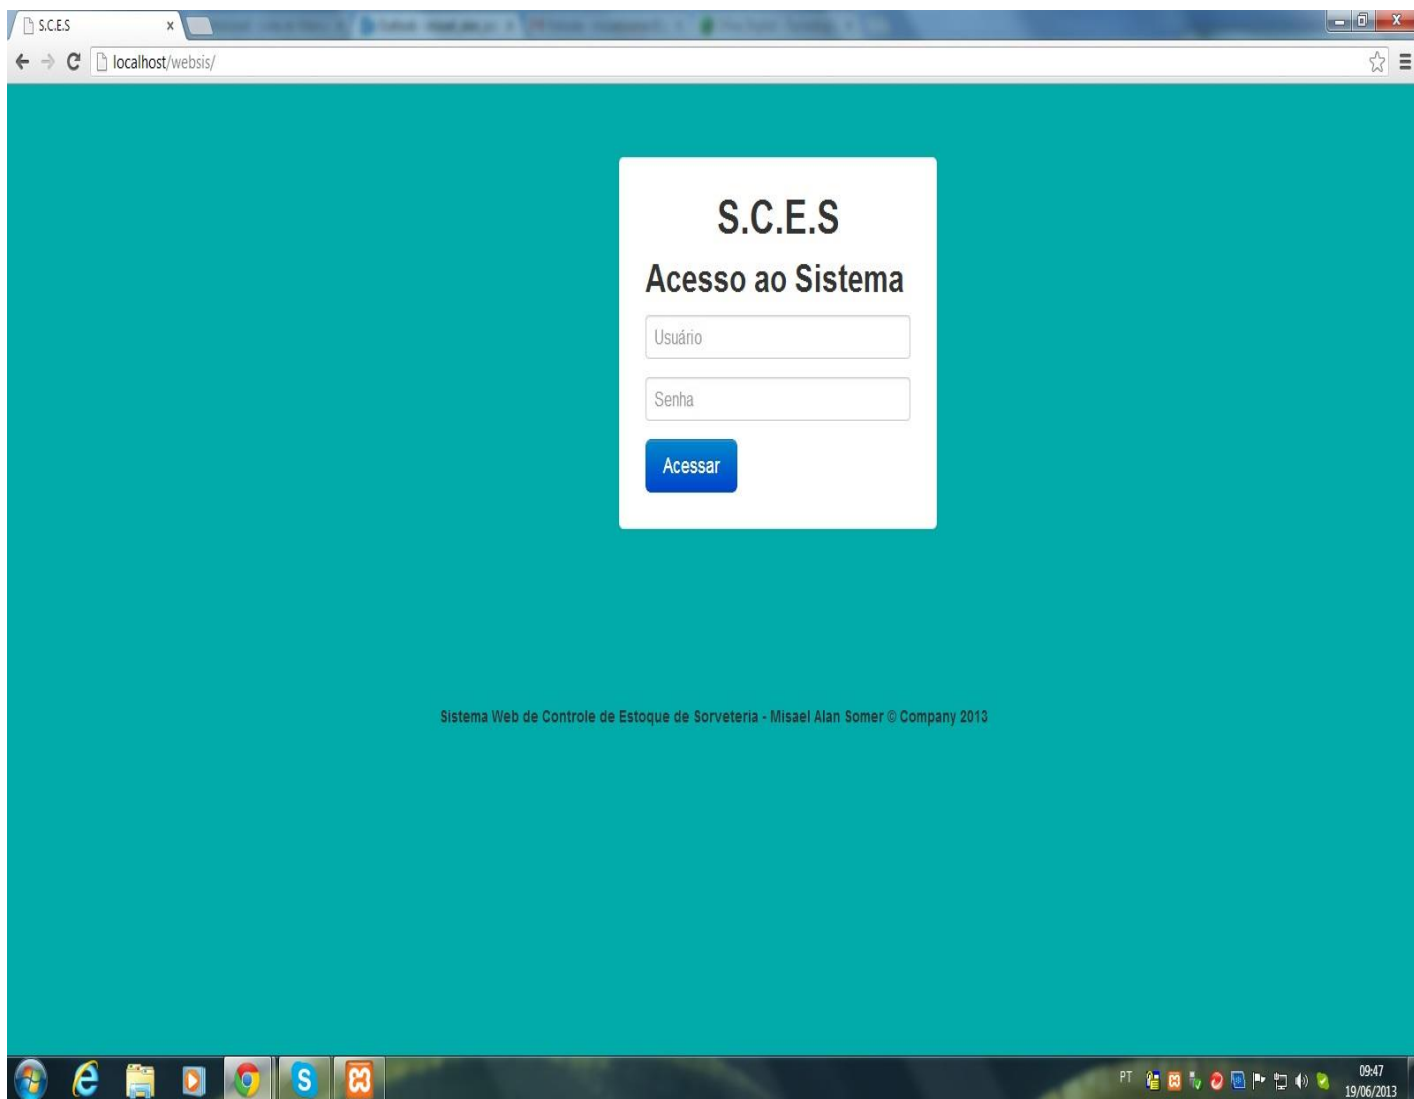 S.C.E.S
localhost/websis/
S.C.E.S
Acesso ao Sistema
Usuário
Senha
Acessar
Sistema Web de Controle de Estoque de Sorveteria - Misael Alan Somer © Company 2013
PT
09:47
19/06/2013